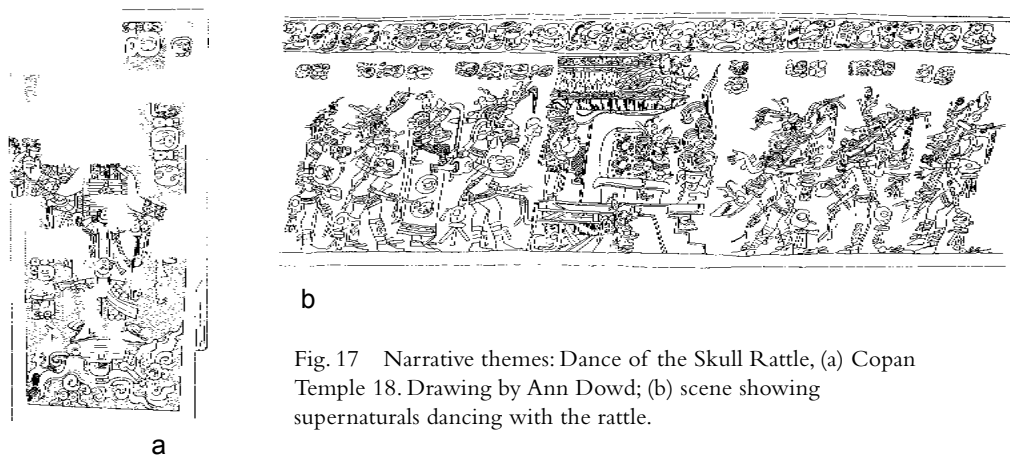 b
Fig. 17 Narrative themes: Dance of the Skull Rattle, (a) Copan
Temple 18. Drawing by Ann Dowd; (b) scene showing
supernaturals dancing with the rattle.
a